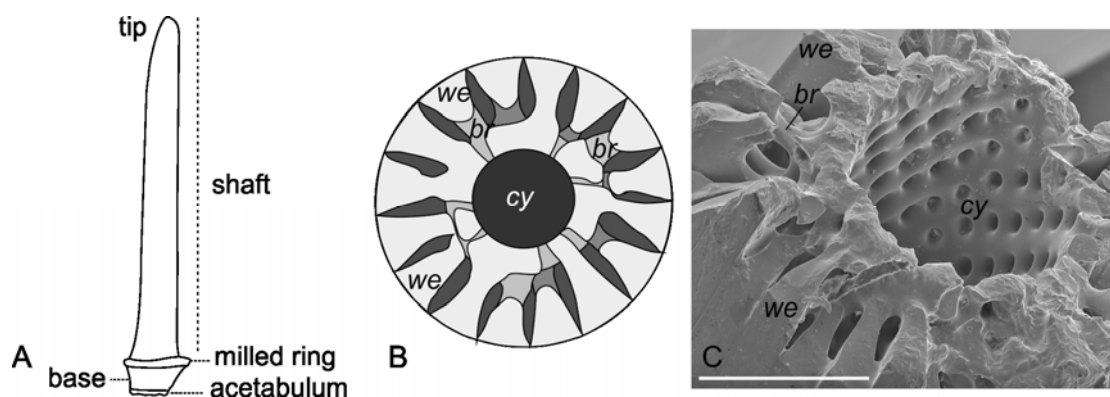 tip
shaft
milled ring
base
acetabulum
A
we
br
br
cy
we
B
we
br
cy
we
C